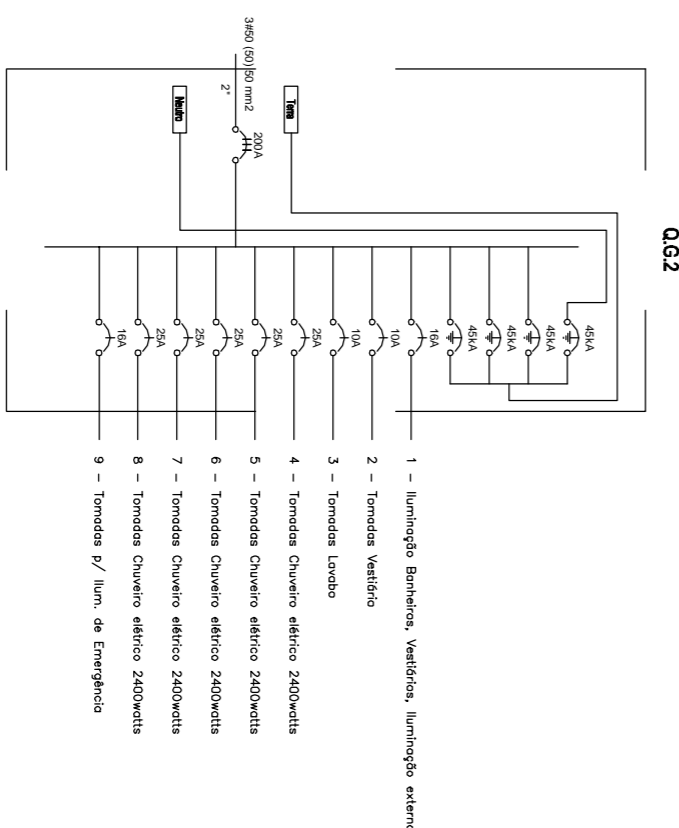 Q.G.2
3#50 (50)50 mm2
2"
Terra
Neutro
200A
45kA
45kA
45kA
45kA
16A
10A
10A
25A
25A
25A
25A
25A
16A
1 - Iluminação Banheiros, Vestiários, Iluminação externa
2 - Tomadas Vestiário
3 - Tomadas Lavabo
4 - Tomadas Chuveiro elétrico 2400watts
5 - Tomadas Chuveiro elétrico 2400watts
6 - Tomadas Chuveiro elétrico 2400watts
7 - Tomadas Chuveiro elétrico 2400watts
8 - Tomadas Chuveiro elétrico 2400watts
9 - Tomadas p/ Ilum. de Emergência